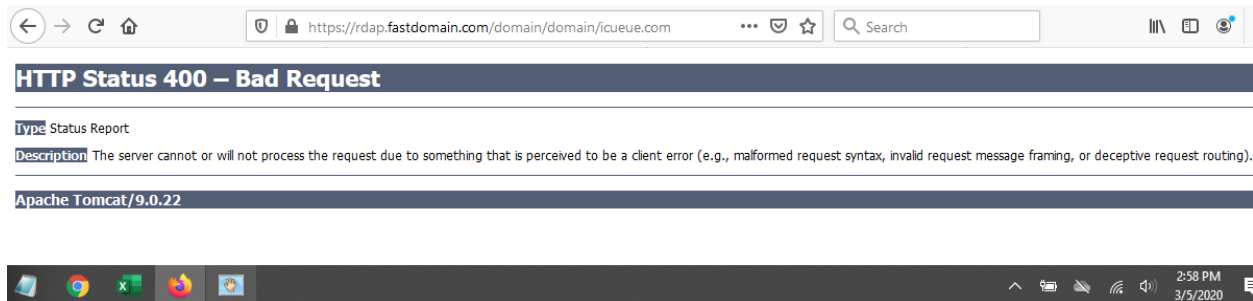 https://rdap.fastdomain.com/domain/domain/icueue.com
Search
HTTP Status 400 – Bad Request
Type Status Report
Description The server cannot or will not process the request due to something that is perceived to be a client error (e.g., malformed request syntax, invalid request message framing, or deceptive request routing).
Apache Tomcat/9.0.22
2:58 PM
3/5/2020